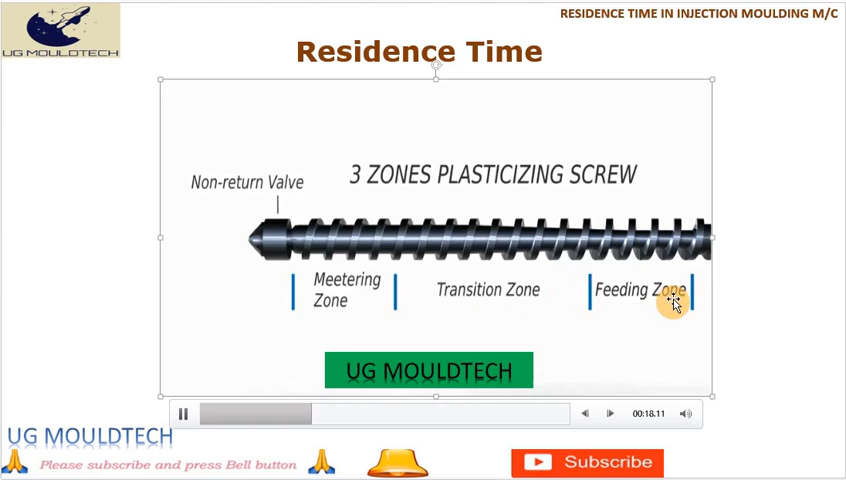 RESIDENCE TIME IN INJECTION MOULDING M/C
UG MOULDTECH
Residence Time
3 ZONES PLASTICIZING SCREW
Non-return Valve
Meetering
Zone
Transition Zone
Feeding Zone
UG MOULDTECH
00:18.11
UG MOULDTECH
Please subscribe and press Bell button
Subscribe